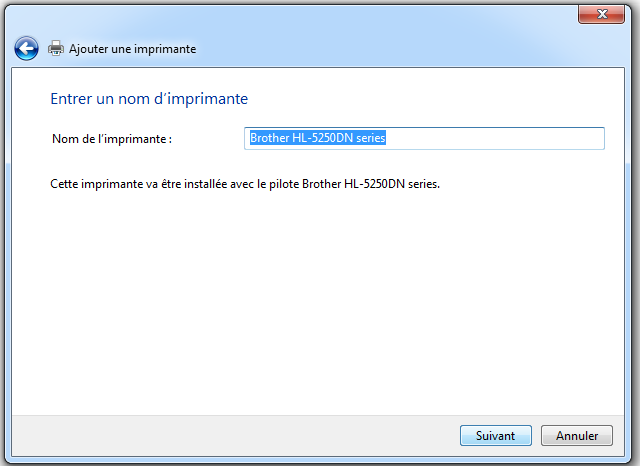 Ajouter une imprimante
Entrer un nom d'imprimante
Nom de l'imprimante : Brother HL-5250DN series
Cette imprimante va être installée avec le pilote Brother HL-5250DN series.
Suivant Annuler